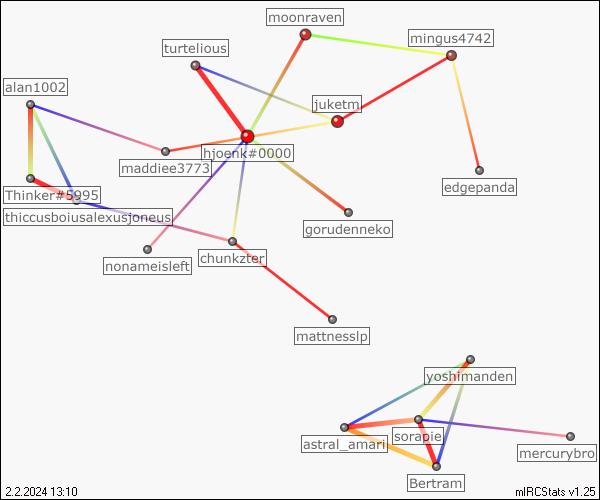 moonraven
mingus4742
turtelious
alan1002
juketm
hjoenk#0000
maddiee3773
edgepanda
Thinker#5995
thiccusboiusalexusjoneus
gorudenneko
nonameisleft
chunkzter
mattnesslp
yoshimanden
sorapie
astral_amari
mercurybro
Bertram
2.2.2024 13:10
mIRCStats v1.25